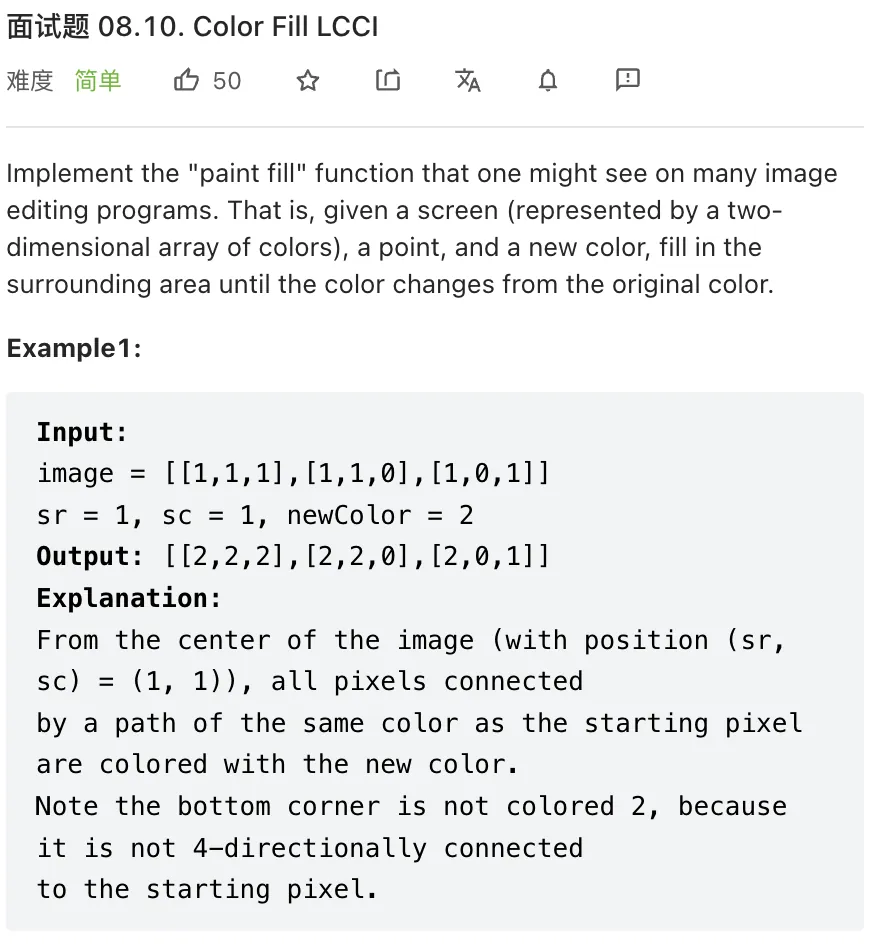 面试题 08.10. Color Fill LCCI
难度 简单 50
Implement the "paint fill" function that one might see on many image
editing programs. That is, given a screen (represented by a two-
dimensional array of colors), a point, and a new color, fill in the
surrounding area until the color changes from the original color.
Example1:
Input:
image = [[1,1,1],[1,1,0],[1,0,1]]
sr = 1, sc = 1, newColor = 2
Output: [[2,2,2],[2,2,0],[2,0,1]]
Explanation:
From the center of the image (with position (sr,
sc) = (1, 1)), all pixels connected
by a path of the same color as the starting pixel
are colored with the new color.
Note the bottom corner is not colored 2, because
it is not 4-directionally connected
to the starting pixel.